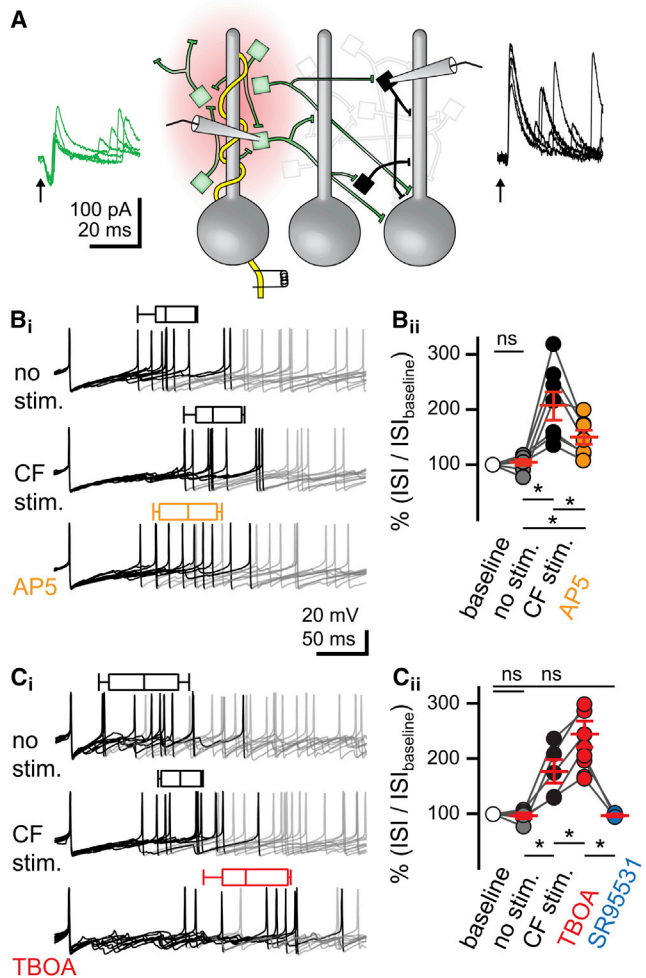 A
100 pA
20 ms
Bi
no
stim.
CF
stim.
AP5
20 mV
50 ms
Bii
% (ISI / ISIbaseline)
ns
300
200
100
* *
*
baseline
no stim.
CF stim.
AP5
Ci
no
stim.
CF
stim.
TBOA
Cii
% (ISI / ISIbaseline)
ns ns
300
200
100
* * *
baseline
no stim.
CF stim.
TBOA
SR95531